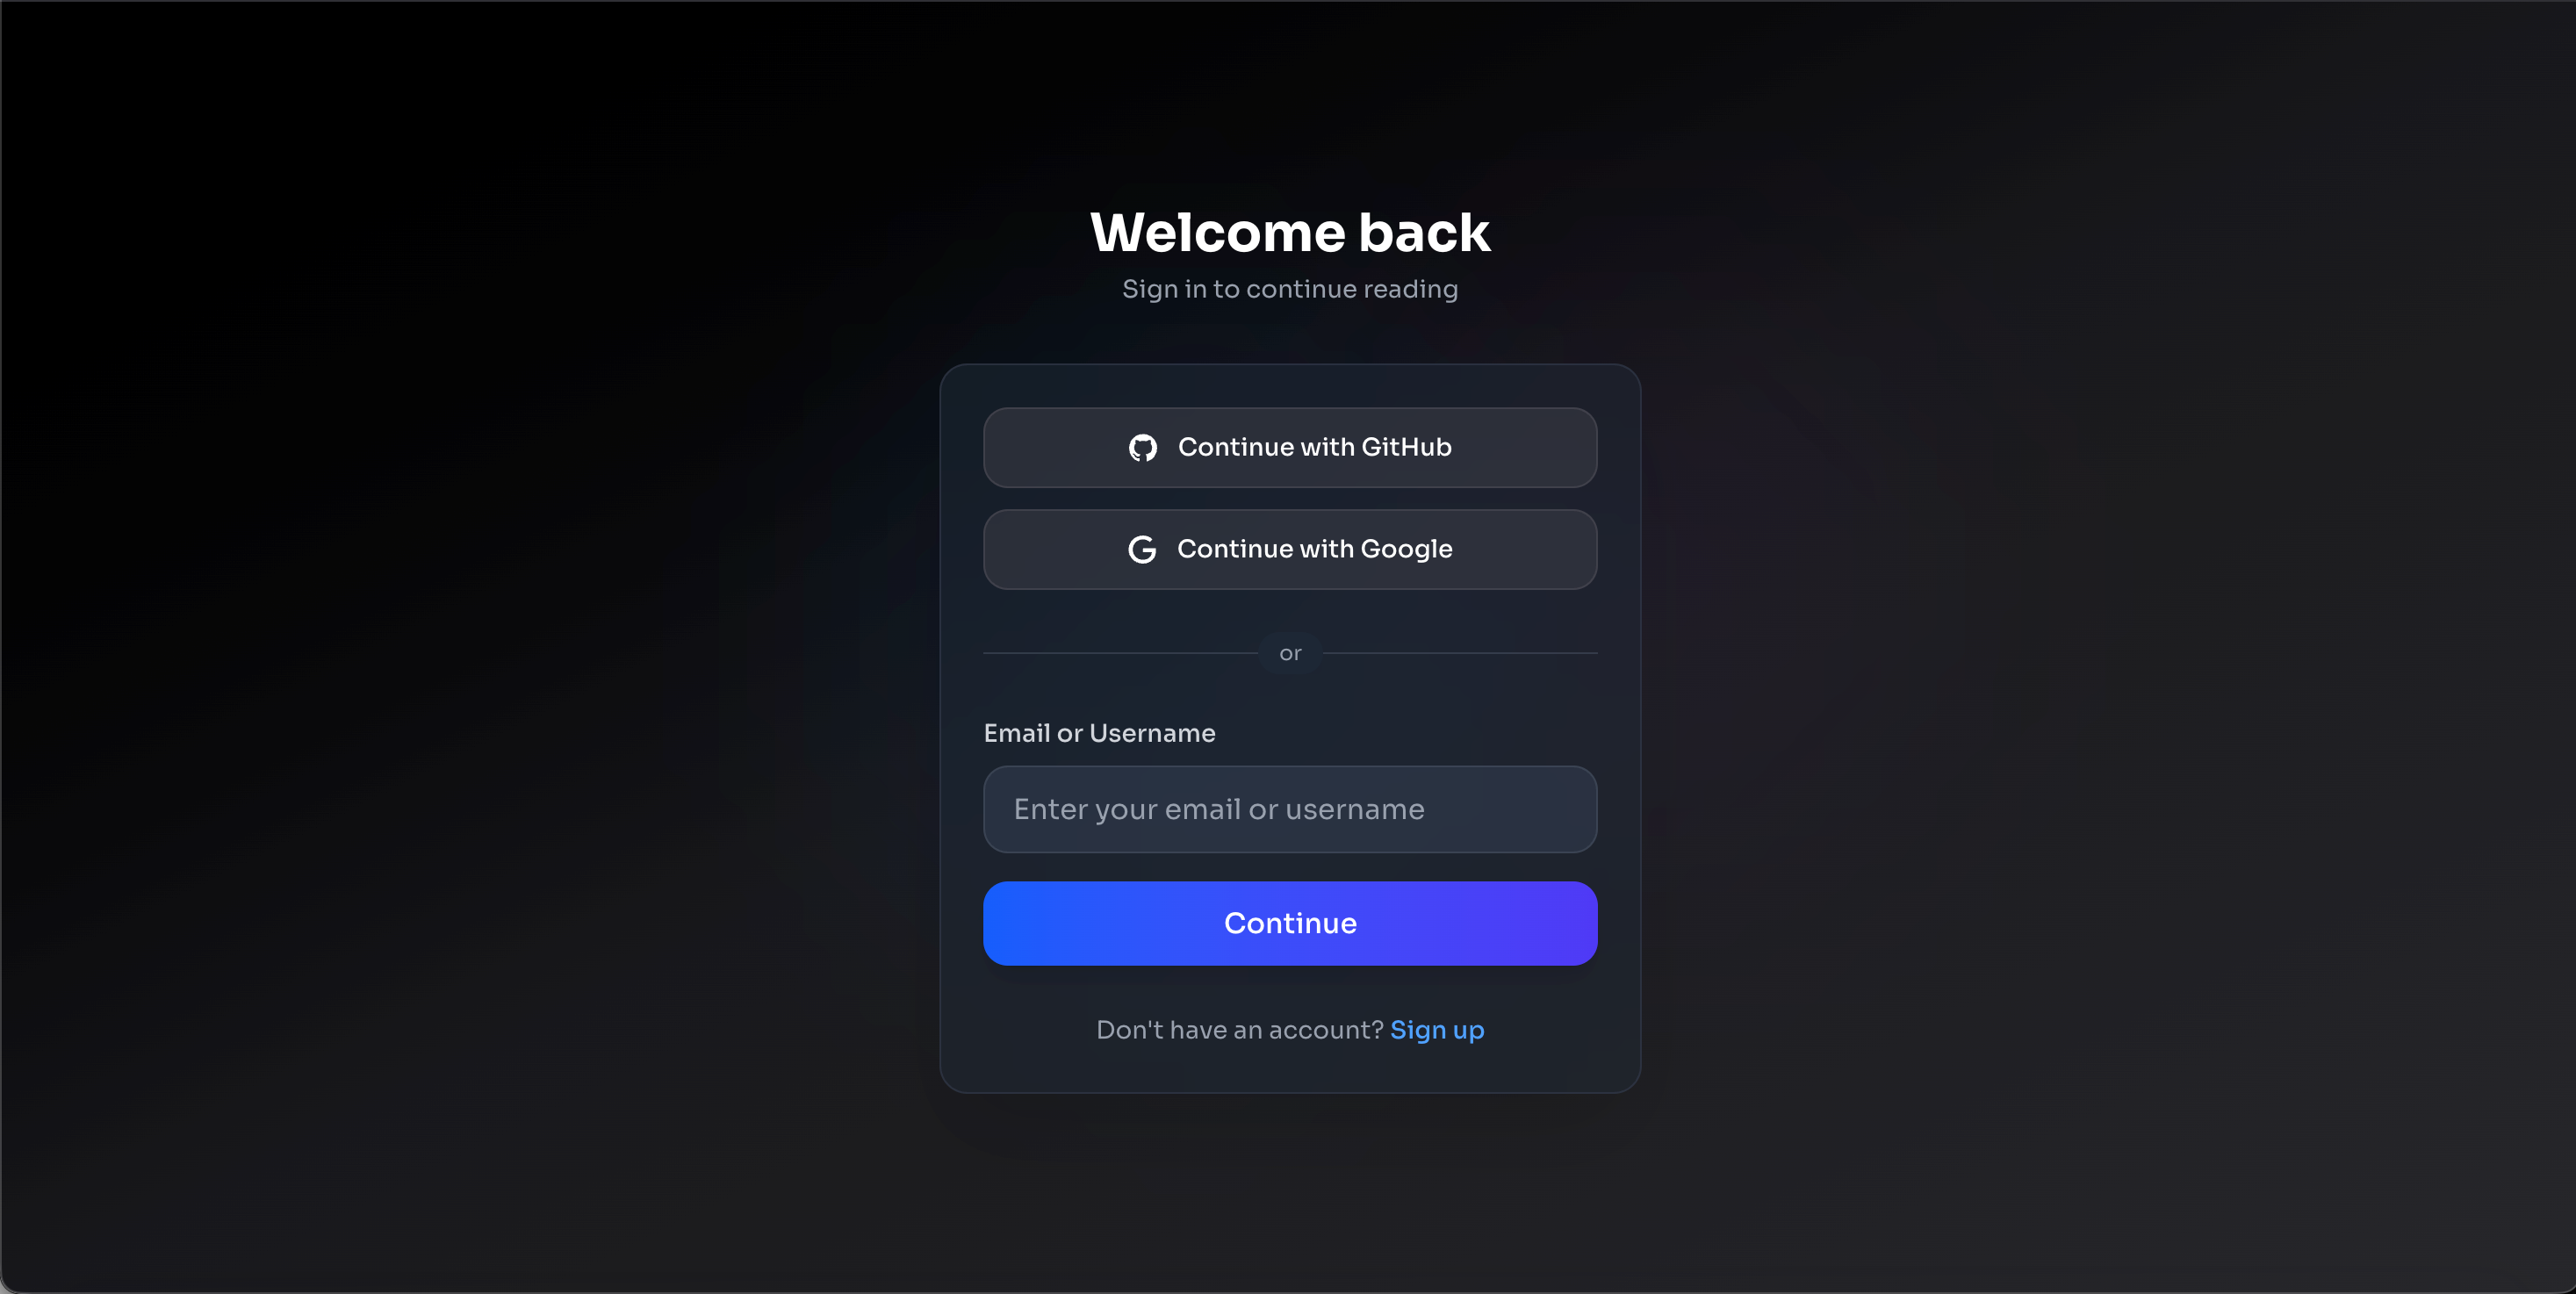 Welcome back
Sign in to continue reading
Continue with GitHub
Continue with Google
or
Email or Username
Enter your email or username
Continue
Don't have an account? Sign up